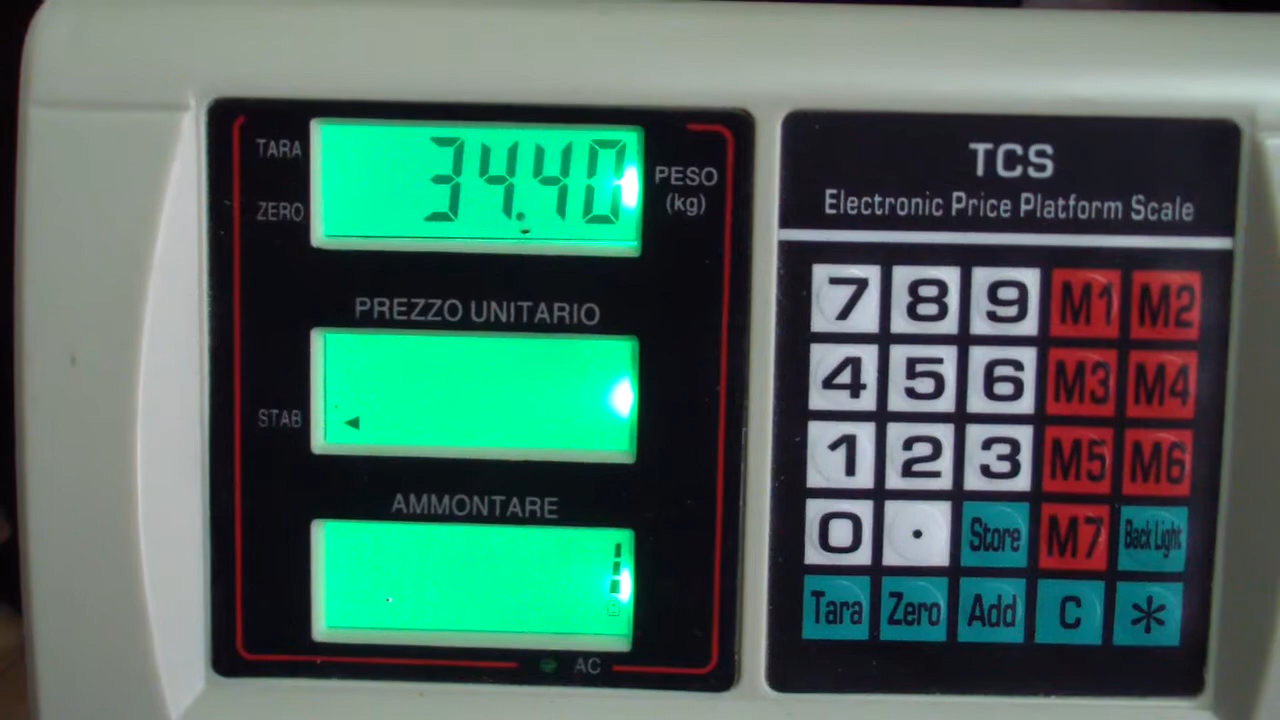 TARA
34.40
PESO
(kg)
ZERO
PREZZO UNITARIO
STAB
AMMONTARE
AC
TCS
Electronic Price Platform Scale
7 8 9 M1 M2
4 5 6 M3 M4
1 2 3 M5 M6
0 . Store M7 Back Light
Tara Zero Add C *